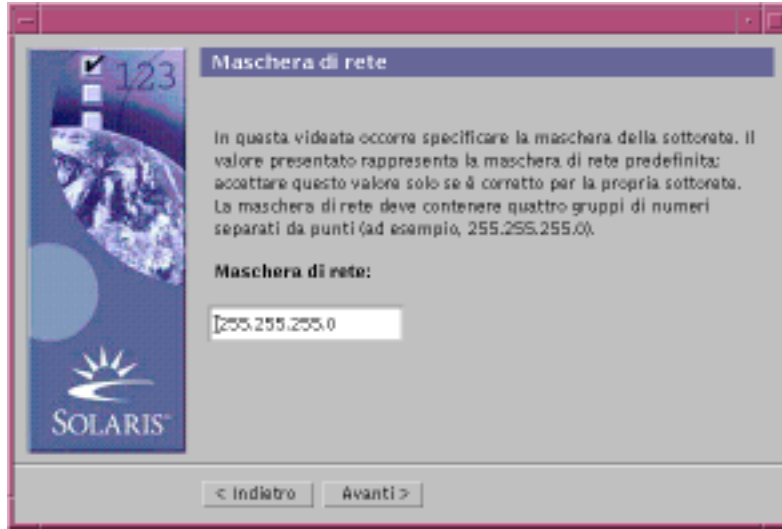 123
Maschera di rete
In questa videata occorre specificare la maschera della sottorete. Il
valore presentato rappresenta la maschera di rete predefinita;
accettare questo valore solo se è corretto per la propria sottorete.
La maschera di rete deve contenere quattro gruppi di numeri
separati da punti (ad esempio, 255.255.255.0).
Maschera di rete:
255.255.255.0
SOLARIS™
< Indietro
Avanti >